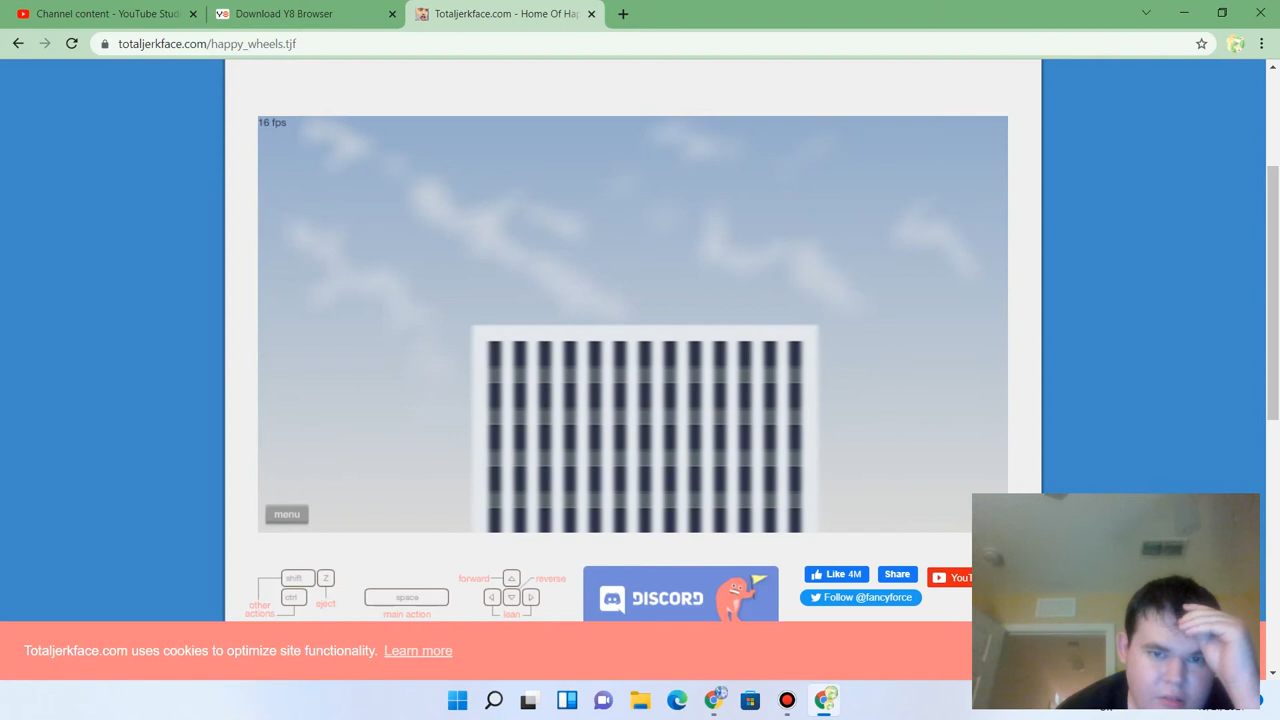 Channel content - YouTube Stud
Download Y8 Browser
Totaljerkface.com - Home Of Hap
totaljerkface.com/happy_wheels.tjf
16 fps
menu
shift
Z
ctrl
other
actions
eject
space
main action
forward
reverse
lean
DISCORD
Like 4M
Share
Follow @fancyforce
Totaljerkface.com uses cookies to optimize site functionality. Learn more